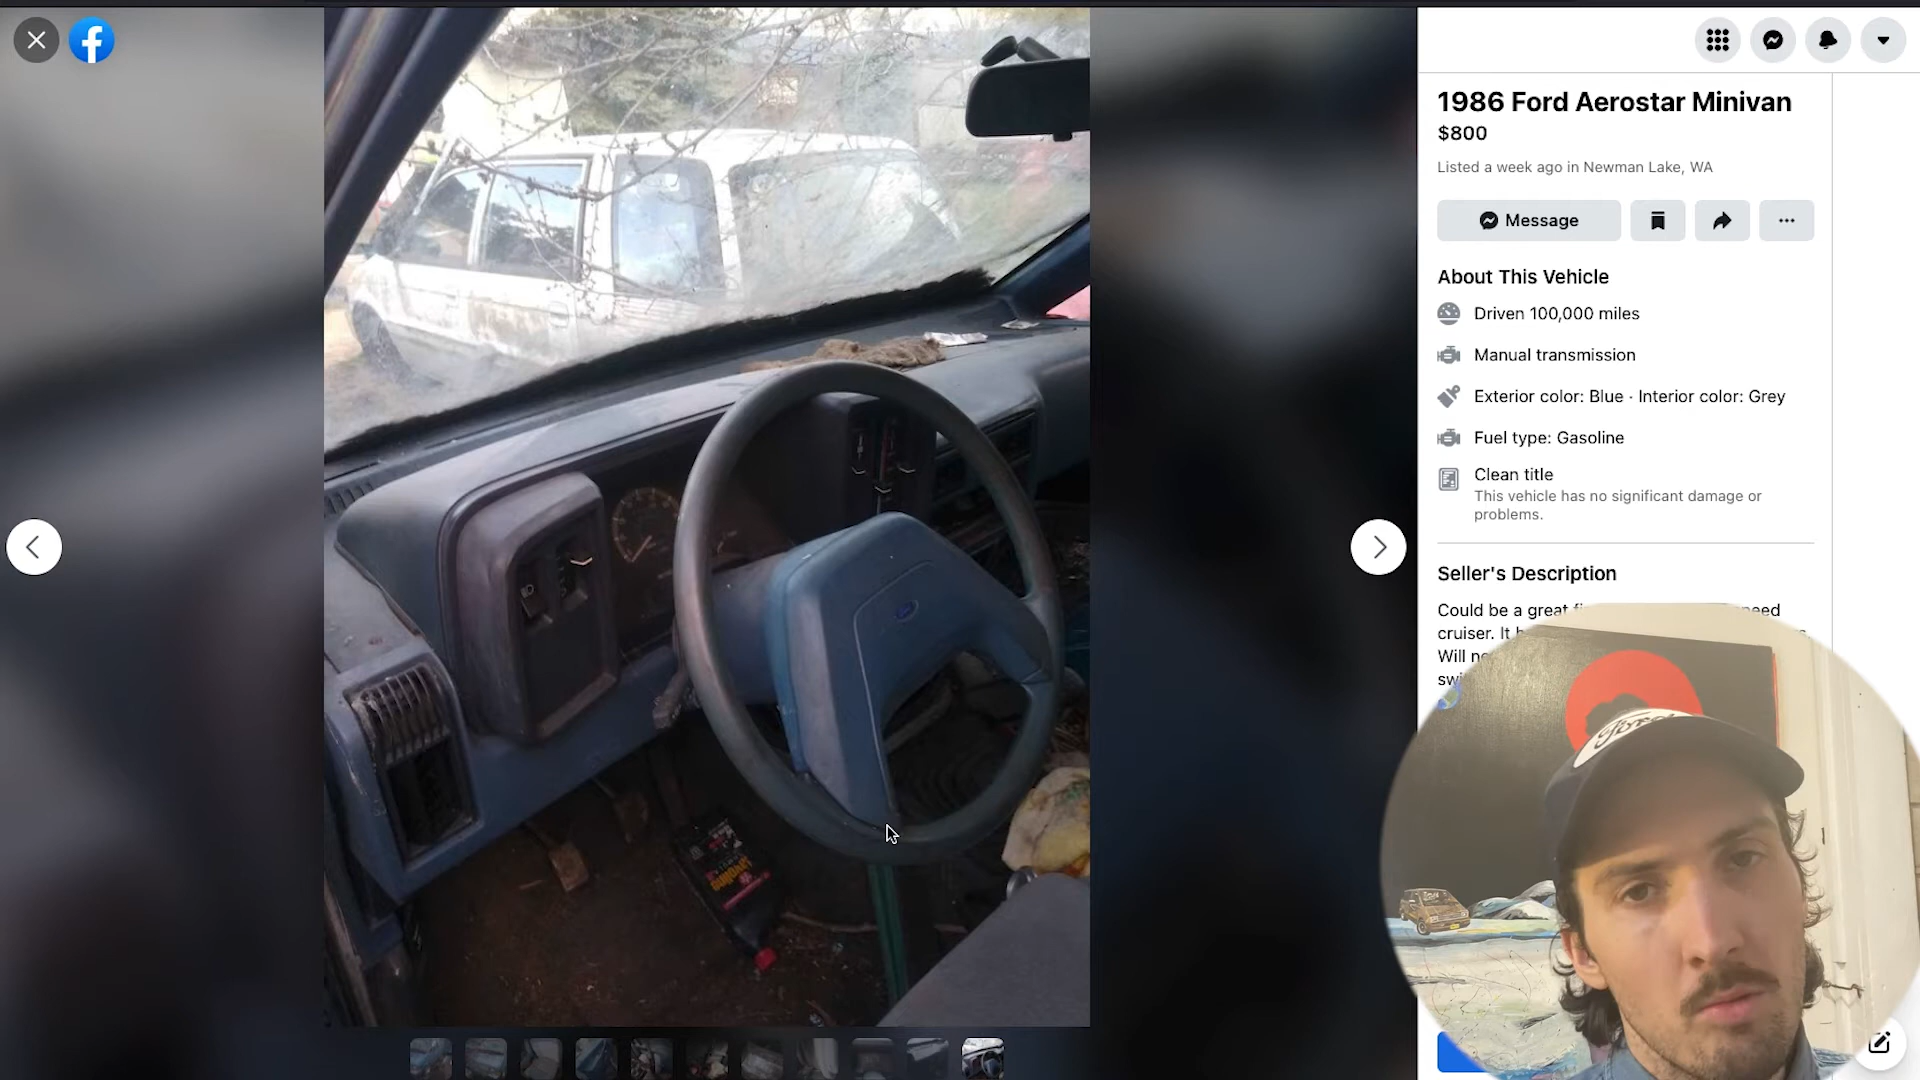 1986 Ford Aerostar Minivan
$800
Listed a week ago in Newman Lake, WA
Message
About This Vehicle
Driven 100,000 miles
Manual transmission
Exterior color: Blue · Interior color: Grey
Fuel type: Gasoline
Clean title
This vehicle has no significant damage or
problems.
Seller's Description
Could be a great
cruiser. It
Will
Ford
Havoline